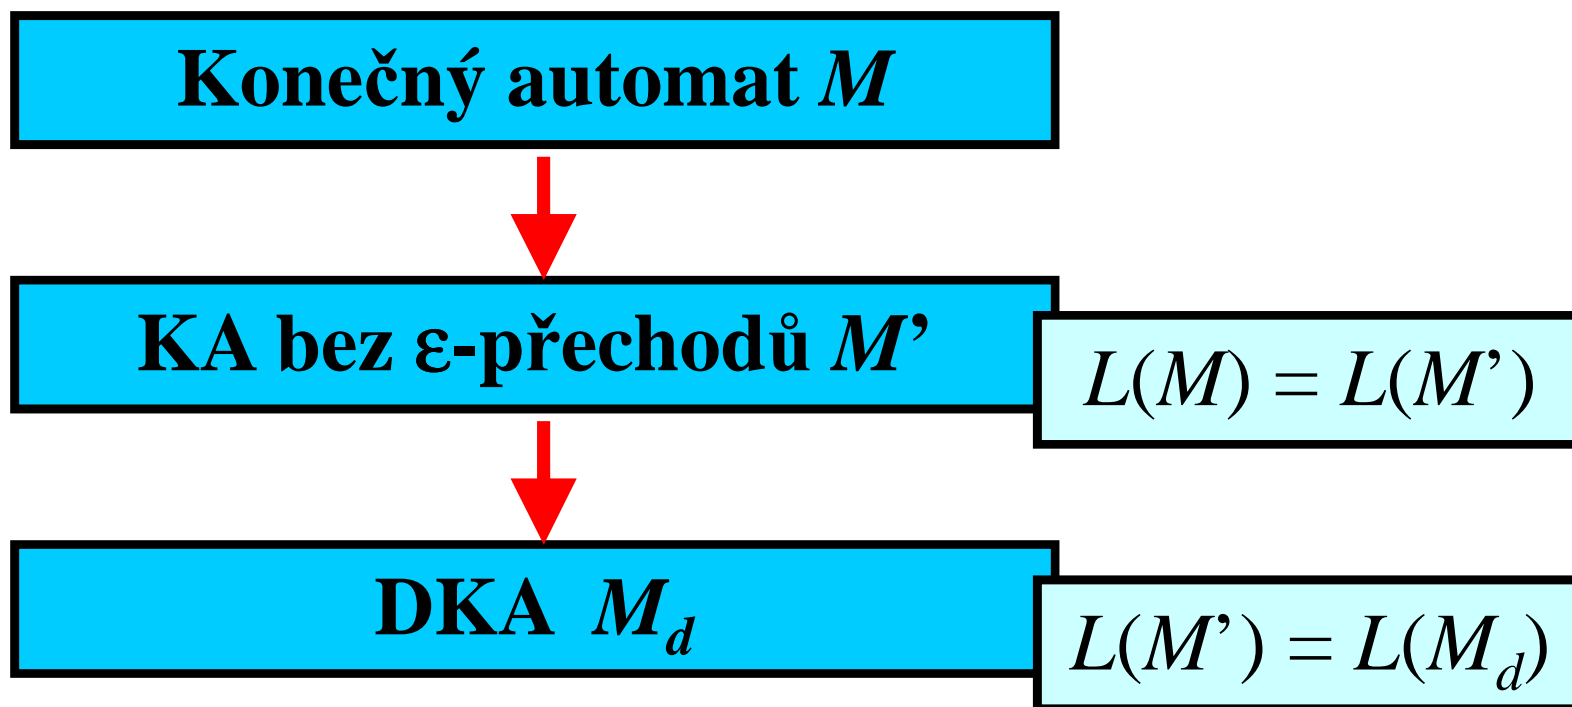 Konečný automat M
KA bez ε-přechodů M’
L(M) = L(M’)
DKA M_d
L(M’) = L(M_d)